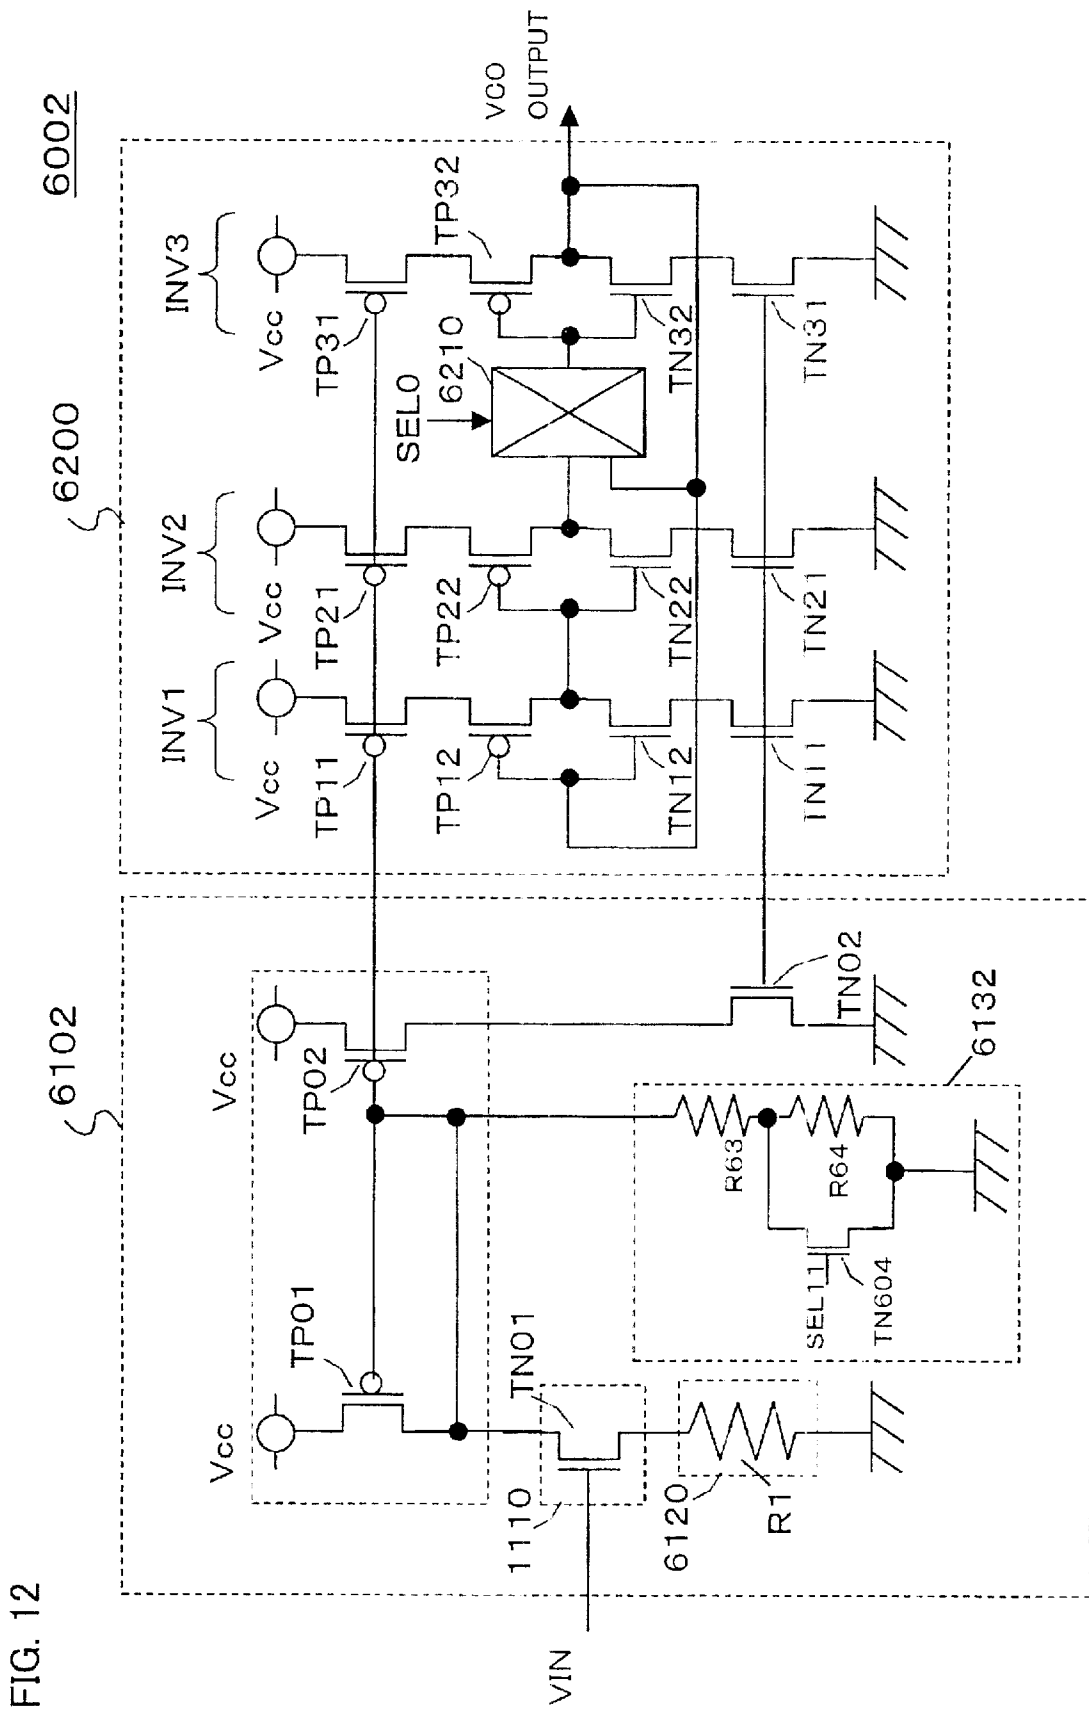 FIG. 12
6002
6102
6200
INV1
INV2
INV3
Vcc
Vcc
Vcc
Vcc
Vcc
TP01
TP02
TP11
TP21
TP31
TP12
TP22
TP32
SEL0
6210
VCO
OUTPUT
TN01
1110
VIN
6120
R1
R63
R64
SEL11
TN604
6132
TN02
TN12
TN22
TN32
TN11
TN21
TN31